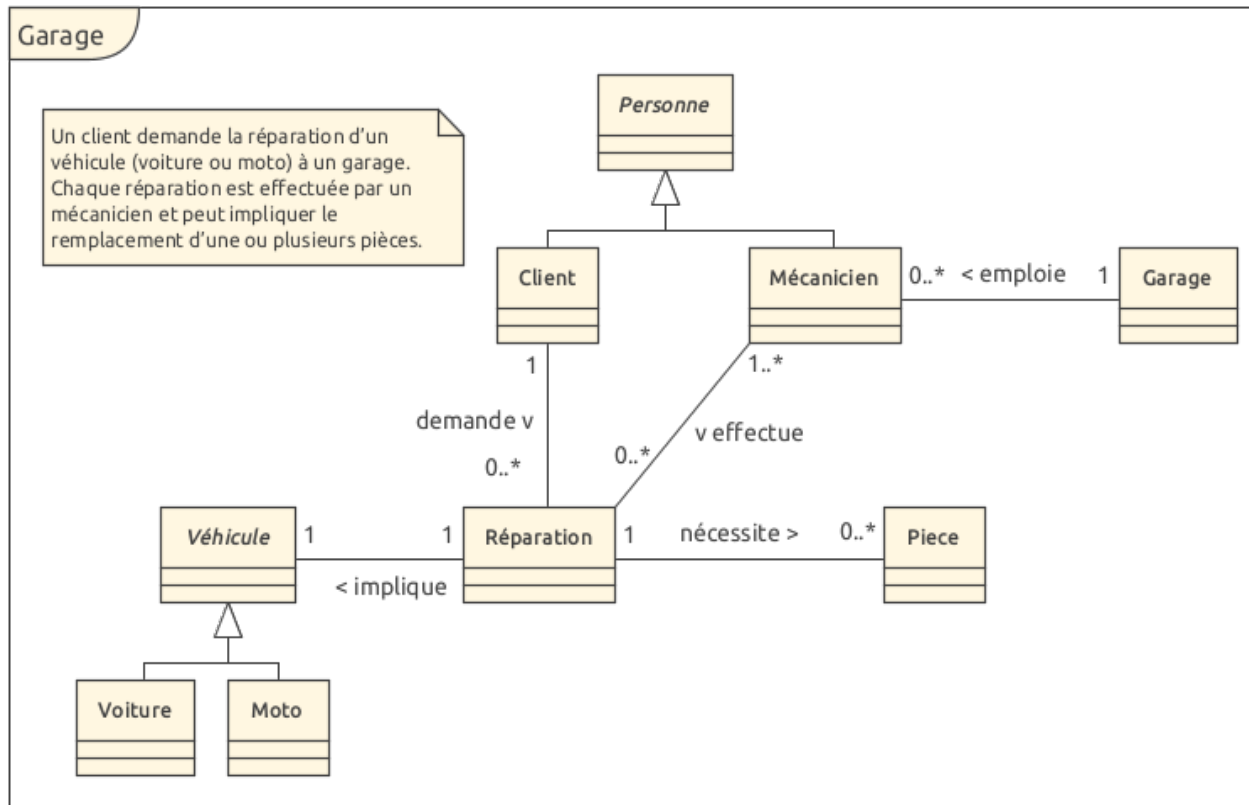 Garage
Personne
Un client demande la réparation d'un
véhicule (voiture ou moto) à un garage.
Chaque réparation est effectuée par un
mécanicien et peut impliquer le
remplacement d'une ou plusieurs pièces.
Client
Mécanicien
0..* < emploie 1
Garage
1
1..*
demande v
v effectue
0..*
0..*
Véhicule
1
1
Réparation
1
nécessite >
0..*
Piece
< implique
Voiture
Moto